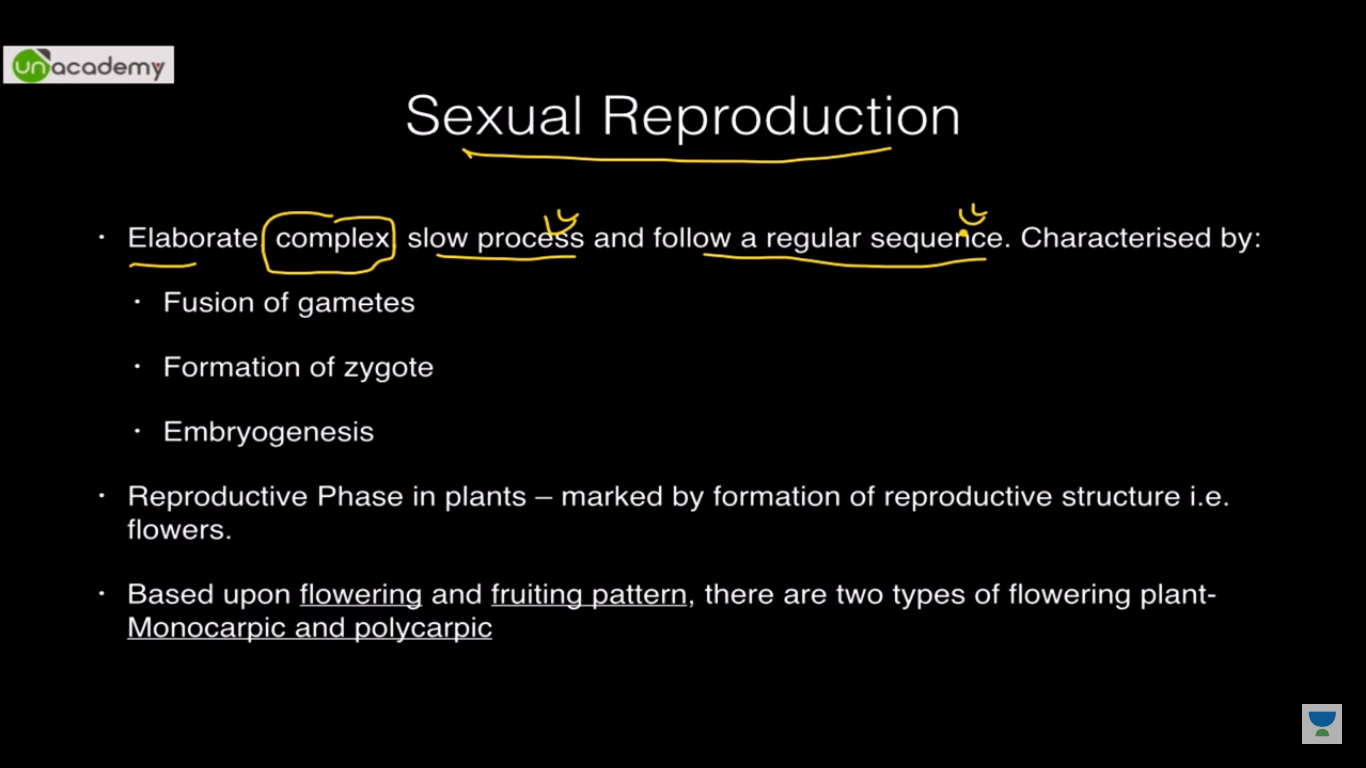 unacademy
Sexual Reproduction
• Elaborate complex slow process and follow a regular sequence. Characterised by:
• Fusion of gametes
• Formation of zygote
• Embryogenesis
• Reproductive Phase in plants – marked by formation of reproductive structure i.e.
flowers.
• Based upon flowering and fruiting pattern, there are two types of flowering plant-
Monocarpic and polycarpic